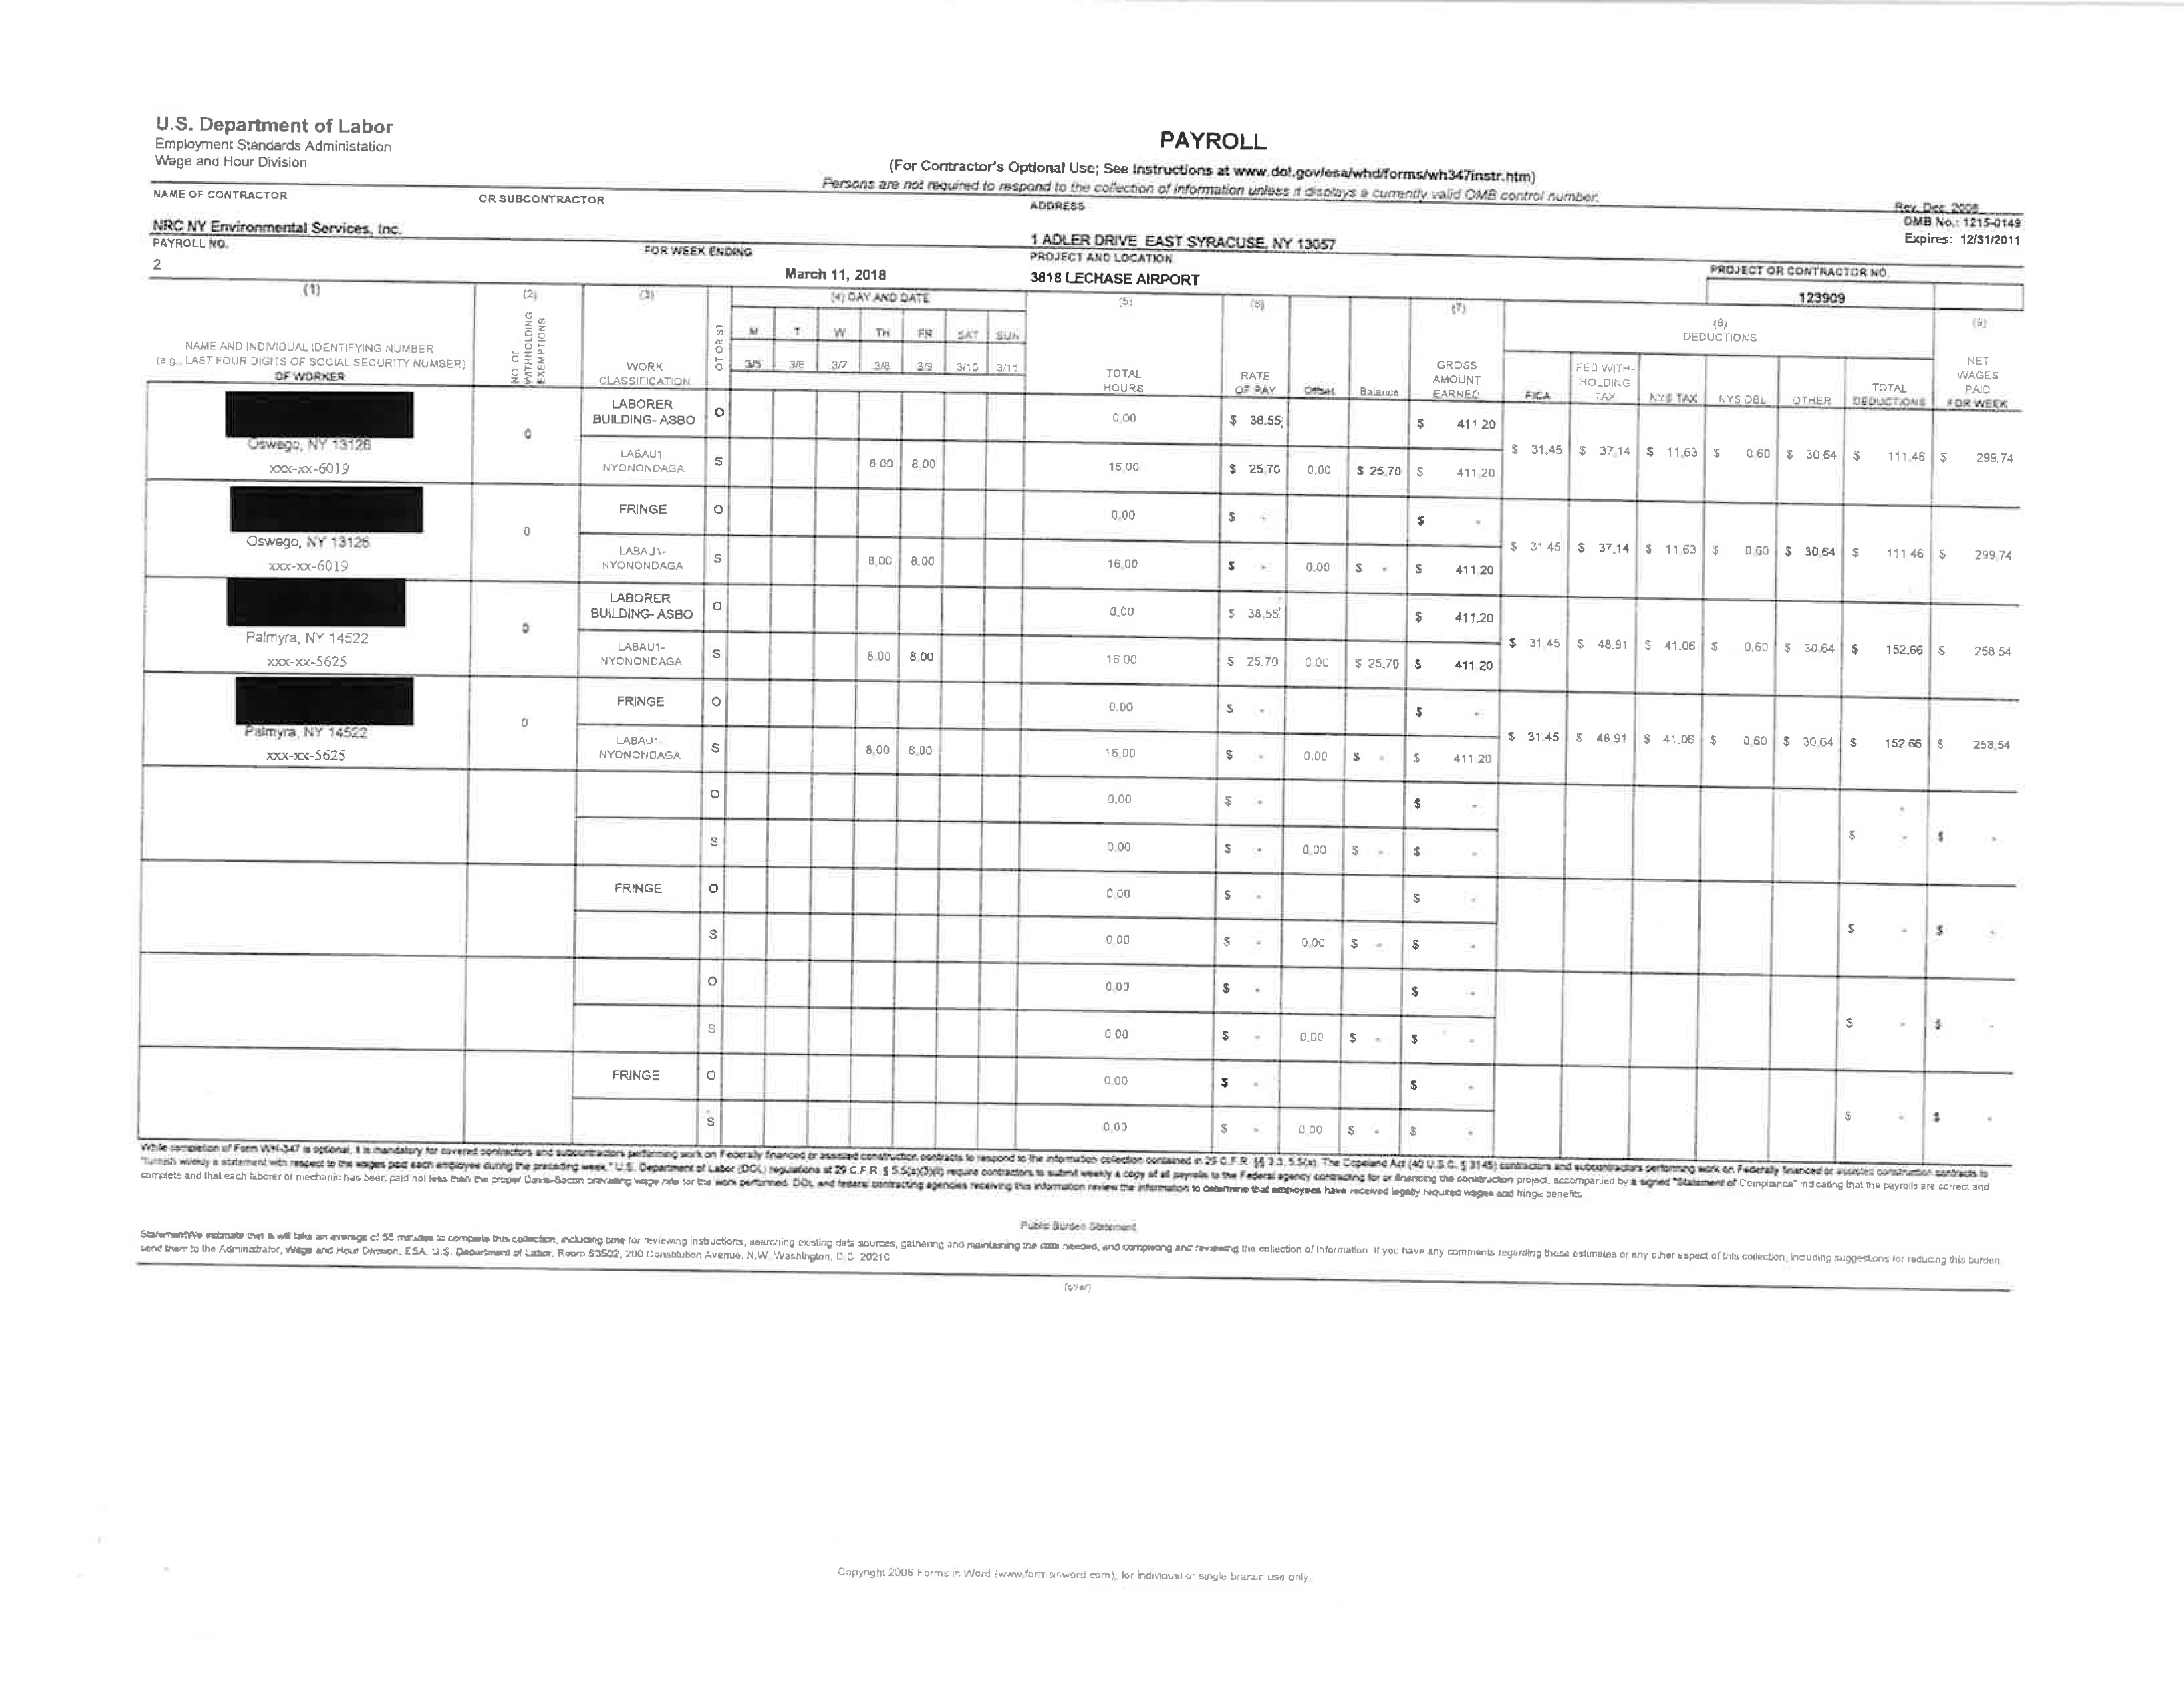 U.S. Department of Labor
Employment Standards Administation
Wage and Hour Division
PAYROLL
(For Contractor's Optional Use; See Instructions at www.dol.gov/esa/whd/forms/wh347instr.htm)
Persons are not required to respond to the collection of information unless it displays a currently valid OMB control number.
Rev. Dec. 2008
OMB No.: 1215-0149
Expires: 12/31/2011
NAME OF CONTRACTOR OR SUBCONTRACTOR ADDRESS
NRC NY Environmental Services, Inc. 1 ADLER DRIVE EAST SYRACUSE, NY 13057
PAYROLL NO. FOR WEEK ENDING PROJECT AND LOCATION PROJECT OR CONTRACTOR NO.
2 March 11, 2018 3818 LECHASE AIRPORT 123909
(1) (2) (3) (4) DAY AND DATE (5) (6) (7) (8) (9)
DEDUCTIONS
NAME AND INDIVIDUAL IDENTIFYING NUMBER
(e.g., LAST FOUR DIGITS OF SOCIAL SECURITY NUMBER)
OF WORKER
NO OF
WITHHOLDING
EXEMPTIONS
WORK
CLASSIFICATION
OT OR ST
M T W TH FR SAT SUN
3/5 3/6 3/7 3/8 3/9 3/10 3/11
TOTAL
HOURS
RATE
OF PAY
Offset
Balance
GROSS
AMOUNT
EARNED
FICA
FED WITH-
HOLDING
TAX
NYS TAX
NYS DBL
OTHER
TOTAL
DEDUCTIONS
NET
WAGES
PAID
FOR WEEK
LABORER
BUILDING- ASBO O 0.00 $ 38.55 $ 411.20
Oswego, NY 13126 0
xxx-xx-6019
LABAU1-
NYONONDAGA S 8.00 8.00 16.00 $ 25.70 0.00 $ 25.70 $ 411.20
$ 31.45 $ 37.14 $ 11.63 $ 0.60 $ 30.64 $ 111.46 $ 299.74
FRINGE O 0.00 $ - $ -
Oswego, NY 13126 0
xxx-xx-6019
LABAU1-
NYONONDAGA S 8.00 8.00 16.00 $ - 0.00 $ - $ 411.20
$ 31.45 $ 37.14 $ 11.63 $ 0.60 $ 30.64 $ 111.46 $ 299.74
LABORER
BUILDING- ASBO O 0.00 $ 38.55 $ 411.20
Palmyra, NY 14522 0
xxx-xx-5625
LABAU1-
NYONONDAGA S 8.00 8.00 16.00 $ 25.70 0.00 $ 25.70 $ 411.20
$ 31.45 $ 48.91 $ 41.06 $ 0.60 $ 30.64 $ 152.66 $ 258.54
FRINGE O 0.00 $ - $ -
Palmyra, NY 14522 0
xxx-xx-5625
LABAU1-
NYONONDAGA S 8.00 8.00 16.00 $ - 0.00 $ - $ 411.20
$ 31.45 $ 48.91 $ 41.06 $ 0.60 $ 30.64 $ 152.66 $ 258.54
O 0.00 $ - $ - -
S 0.00 $ - 0.00 $ - $ - $ - $ -
FRINGE O 0.00 $ - $ -
S 0.00 $ - 0.00 $ - $ - $ - $ -
O 0.00 $ - $ -
S 0.00 $ - 0.00 $ - $ - $ - $ -
FRINGE O 0.00 $ - $ -
S 0.00 $ - 0.00 $ - $ - $ - $ -
While completion of Form WH-347 is optional, it is mandatory for covered contractors and subcontractors performing work on Federally financed or assisted construction contracts to respond to the information collection contained in 29 C.F.R. §§ 3.3, 5.5(a). The Copeland Act (40 U.S.C. § 3145) contractors and subcontractors performing work on Federally financed or assisted construction contracts to
"furnish weekly a statement with respect to the wages paid each employee during the preceding week." U.S. Department of Labor (DOL) regulations at 29 C.F.R. § 5.5(a)(3)(ii) require contractors to submit weekly a copy of all payrolls to the Federal agency contracting for or financing the construction project, accompanied by a signed "Statement of Compliance" indicating that the payrolls are correct and
complete and that each laborer or mechanic has been paid not less than the proper Davis-Bacon prevailing wage rate for the work performed. DOL and federal contracting agencies receiving this information review the information to determine that employees have received legally required wages and fringe benefits.
Public Burden Statement
StatementWe estimate that is will take an average of 55 minutes to complete this collection, including time for reviewing instructions, searching existing data sources, gathering and maintaining the data needed, and completing and reviewing the collection of information. If you have any comments regarding these estimates or any other aspect of this collection, including suggestions for reducing this burden,
send them to the Administrator, Wage and Hour Division, ESA, U.S. Department of Labor, Room S3502, 200 Constitution Avenue, N.W. Washington, D.C. 20210
(over)
Copyright 2006 Forms in Word (www.formsinword.com), for individual or single branch use only.